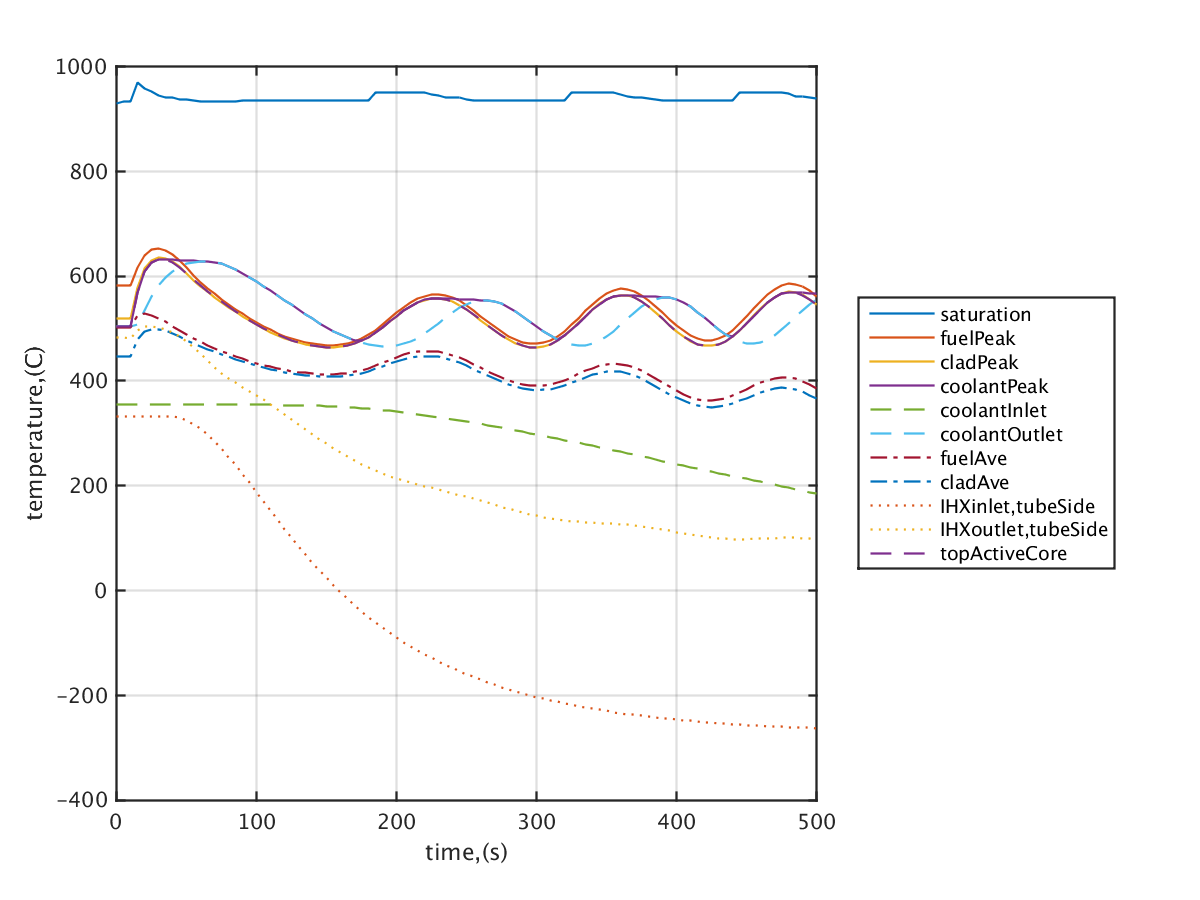 1000
800
600
400
200
0
-200
-400
0 100 200 300 400 500
temperature,(C)
time,(s)
saturation
fuelPeak
cladPeak
coolantPeak
coolantInlet
coolantOutlet
fuelAve
cladAve
IHXinlet,tubeSide
IHXoutlet,tubeSide
topActiveCore